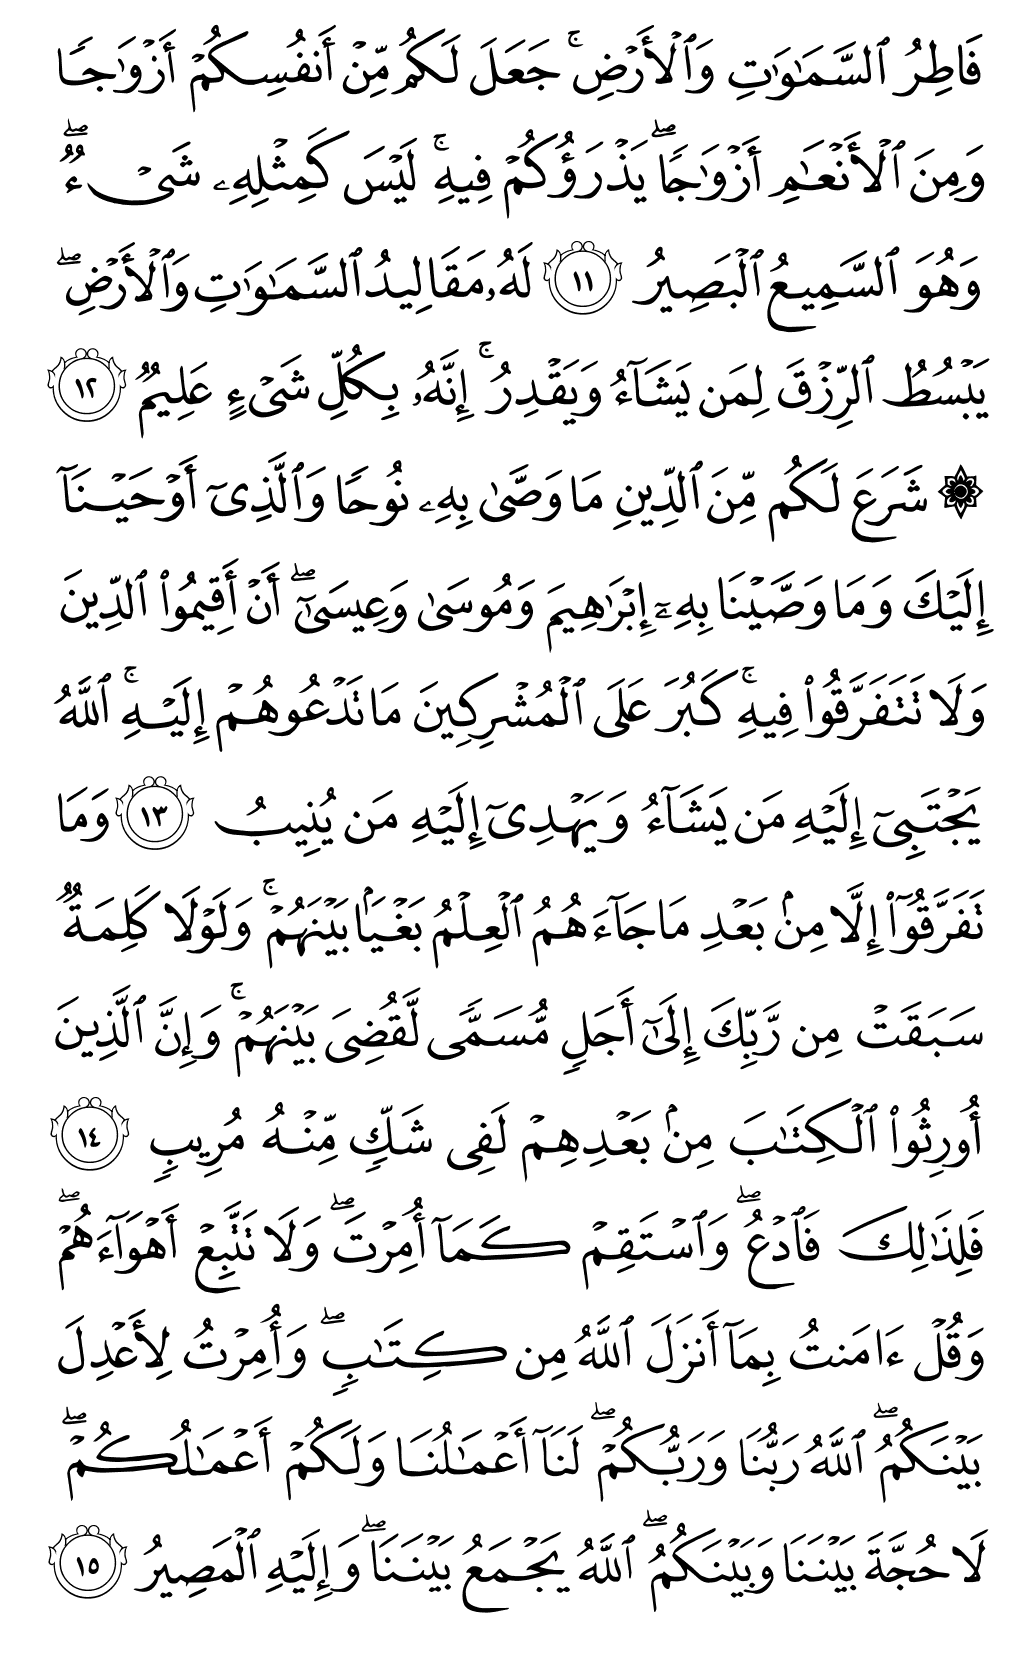 فَاطِرُ ٱلسَّمَٰوَٰتِ وَٱلْأَرْضِ ۚ جَعَلَ لَكُم مِّنْ أَنفُسِكُمْ أَزْوَٰجًا
وَمِنَ ٱلْأَنْعَٰمِ أَزْوَٰجًا ۖ يَذْرَؤُكُمْ فِيهِ ۚ لَيْسَ كَمِثْلِهِۦ شَىْءٌ ۖ
وَهُوَ ٱلسَّمِيعُ ٱلْبَصِيرُ ١١ لَهُۥ مَقَالِيدُ ٱلسَّمَٰوَٰتِ وَٱلْأَرْضِ ۖ
يَبْسُطُ ٱلرِّزْقَ لِمَن يَشَآءُ وَيَقْدِرُ ۚ إِنَّهُۥ بِكُلِّ شَىْءٍ عَلِيمٌ ١٢
۞ شَرَعَ لَكُم مِّنَ ٱلدِّينِ مَا وَصَّىٰ بِهِۦ نُوحًا وَٱلَّذِىٓ أَوْحَيْنَآ
إِلَيْكَ وَمَا وَصَّيْنَا بِهِۦٓ إِبْرَٰهِيمَ وَمُوسَىٰ وَعِيسَىٰٓ ۖ أَنْ أَقِيمُوا۟ ٱلدِّينَ
وَلَا تَتَفَرَّقُوا۟ فِيهِ ۚ كَبُرَ عَلَى ٱلْمُشْرِكِينَ مَا تَدْعُوهُمْ إِلَيْهِ ۚ ٱللَّهُ
يَجْتَبِىٓ إِلَيْهِ مَن يَشَآءُ وَيَهْدِىٓ إِلَيْهِ مَن يُنِيبُ ١٣ وَمَا
تَفَرَّقُوٓا۟ إِلَّا مِنۢ بَعْدِ مَا جَآءَهُمُ ٱلْعِلْمُ بَغْيًۢا بَيْنَهُمْ ۚ وَلَوْلَا كَلِمَةٌ
سَبَقَتْ مِن رَّبِّكَ إِلَىٰٓ أَجَلٍ مُّسَمًّى لَّقُضِىَ بَيْنَهُمْ ۚ وَإِنَّ ٱلَّذِينَ
أُورِثُوا۟ ٱلْكِتَٰبَ مِنۢ بَعْدِهِمْ لَفِى شَكٍّ مِّنْهُ مُرِيبٍ ١٤
فَلِذَٰلِكَ فَٱدْعُ ۖ وَٱسْتَقِمْ كَمَآ أُمِرْتَ ۖ وَلَا تَتَّبِعْ أَهْوَآءَهُمْ ۖ
وَقُلْ ءَامَنتُ بِمَآ أَنزَلَ ٱللَّهُ مِن كِتَٰبٍ ۖ وَأُمِرْتُ لِأَعْدِلَ
بَيْنَكُمُ ۖ ٱللَّهُ رَبُّنَا وَرَبُّكُمْ ۖ لَنَآ أَعْمَٰلُنَا وَلَكُمْ أَعْمَٰلُكُمْ ۖ
لَا حُجَّةَ بَيْنَنَا وَبَيْنَكُمُ ۖ ٱللَّهُ يَجْمَعُ بَيْنَنَا ۖ وَإِلَيْهِ ٱلْمَصِيرُ ١٥